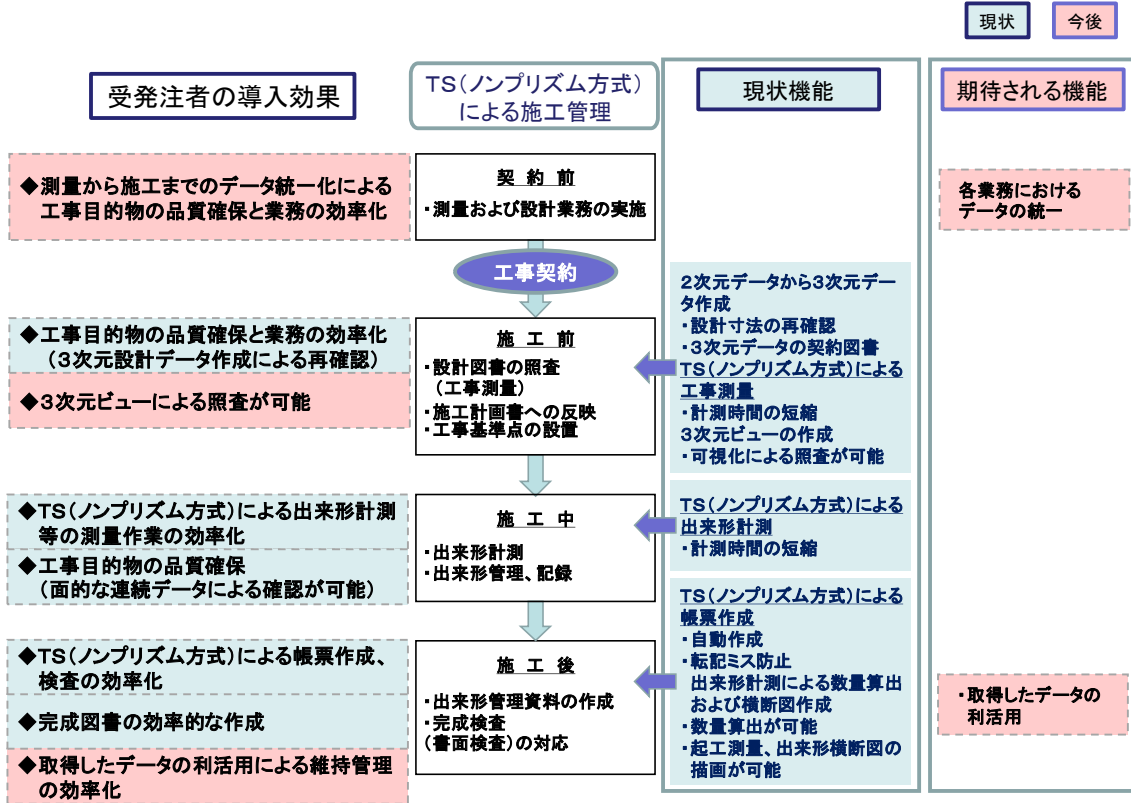 現状
今後
受発注者の導入効果
TS(ノンプリズム方式)
による施工管理
現状機能
期待される機能
◆測量から施工までのデータ統一化による
工事目的物の品質確保と業務の効率化
契 約 前
・測量および設計業務の実施
各業務における
データの統一
工事契約
◆工事目的物の品質確保と業務の効率化
(3次元設計データ作成による再確認)
◆3次元ビューによる照査が可能
施 工 前
・設計図書の照査
(工事測量)
・施工計画書への反映
・工事基準点の設置
2次元データから3次元デー
タ作成
・設計寸法の再確認
・3次元データの契約図書
TS(ノンプリズム方式)による
工事測量
・計測時間の短縮
3次元ビューの作成
・可視化による照査が可能
◆TS(ノンプリズム方式)による出来形計測
等の測量作業の効率化
◆工事目的物の品質確保
(面的な連続データによる確認が可能)
施 工 中
・出来形計測
・出来形管理、記録
TS(ノンプリズム方式)による
出来形計測
・計測時間の短縮
◆TS(ノンプリズム方式)による帳票作成、
検査の効率化
◆完成図書の効率的な作成
◆取得したデータの利活用による維持管理
の効率化
施 工 後
・出来形管理資料の作成
・完成検査
(書面検査)の対応
TS(ノンプリズム方式)による
帳票作成
・自動作成
・転記ミス防止
出来形計測による数量算出
および横断図作成
・数量算出が可能
・起工測量、出来形横断図の
描画が可能
・取得したデータの
利活用